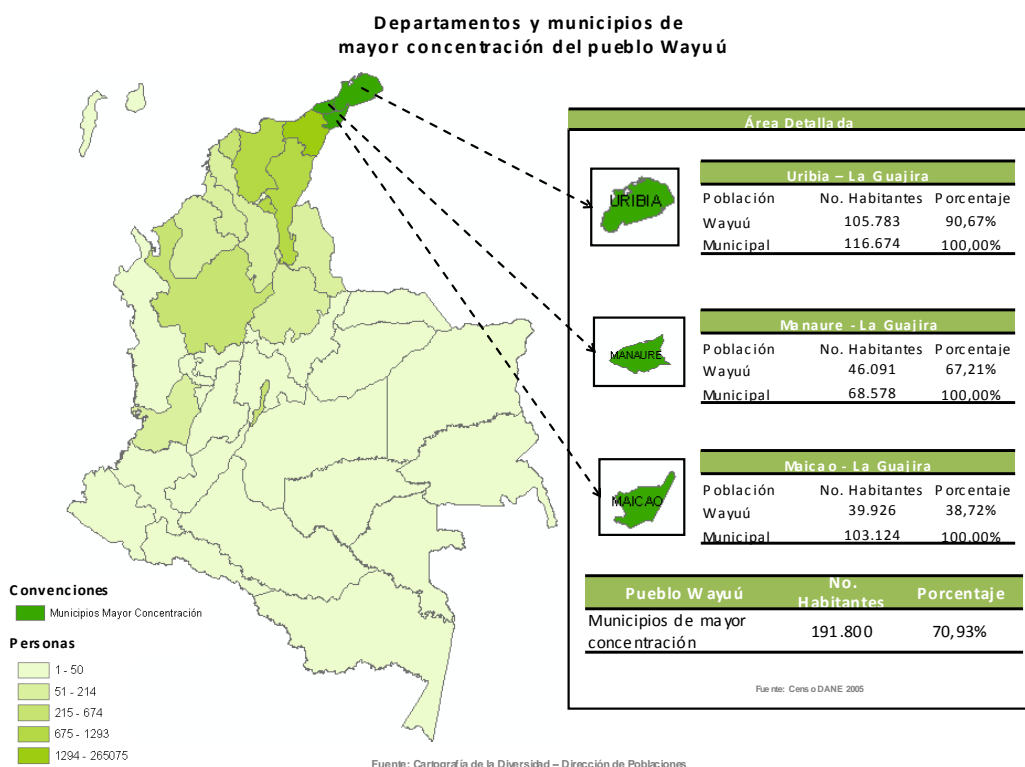 Departamentos y municipios de
mayor concentración del pueblo Wayuú
Área Detallada
URIBIA
Uribia – La Guajira
Población No. Habitantes Porcentaje
Wayuú 105.783 90,67%
Municipal 116.674 100,00%
MANAURE
Manaure - La Guajira
Población No. Habitantes Porcentaje
Wayuú 46.091 67,21%
Municipal 68.578 100,00%
MAICAO
Maicao - La Guajira
Población No. Habitantes Porcentaje
Wayuú 39.926 38,72%
Municipal 103.124 100,00%
Pueblo Wayuú No. Habitantes Porcentaje
Municipios de mayor
concentración 191.800 70,93%
Fuente: Censo DANE 2005
Convenciones
Municipios Mayor Concentración
Personas
1 - 50
51 - 214
215 - 674
675 - 1293
1294 - 265075
Fuente: Cartografía de la Diversidad – Dirección de Poblaciones